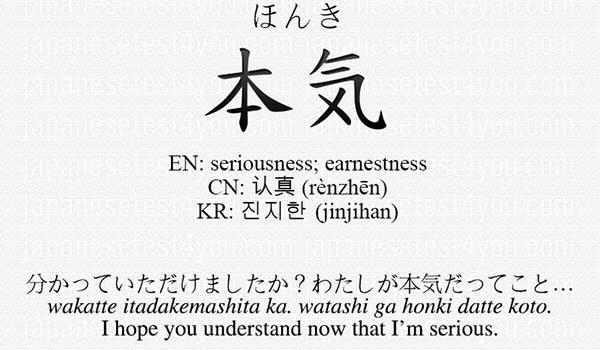 ほんき
本気
EN: seriousness; earnestness
CN: 认真 (rènzhēn)
KR: 진지한 (jinjihan)
分かっていただけましたか？わたしが本気だってこと…
wakatte itadakemashita ka. watashi ga honki datte koto.
I hope you understand now that I'm serious.
japanesetest4you.com